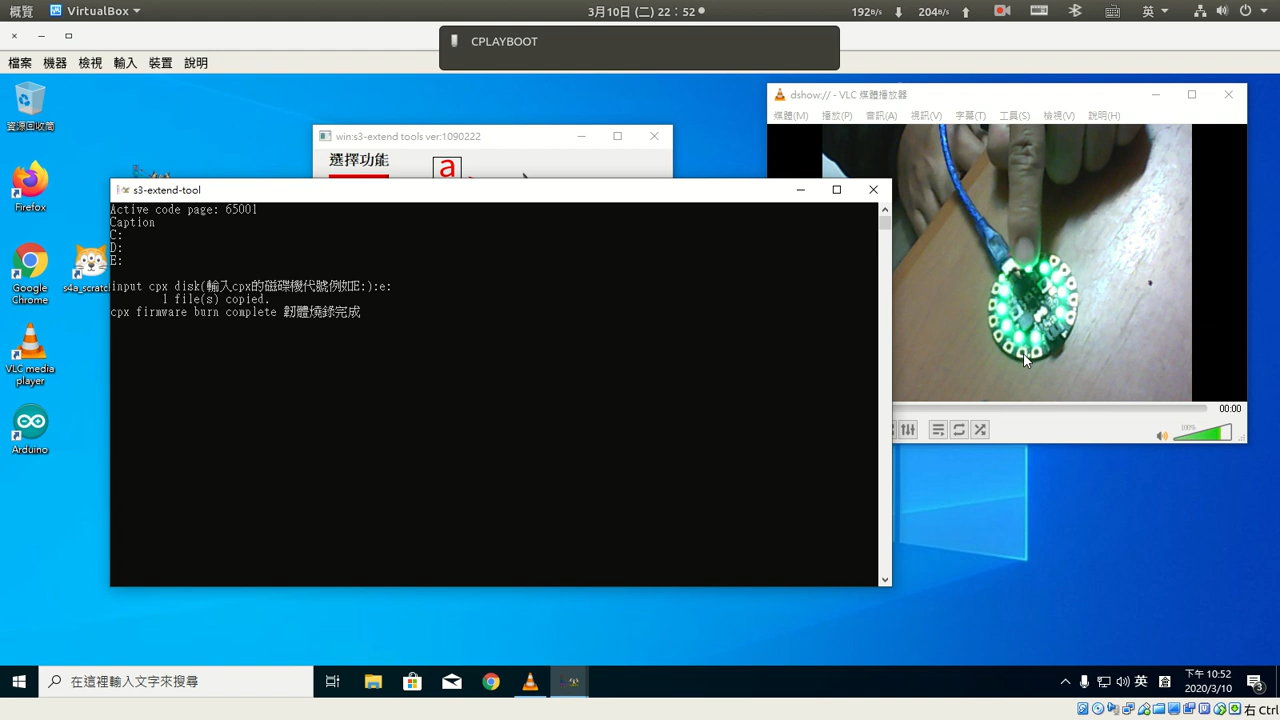 概覽 VirtualBox 3月10日 (二) 22：52 192B/s 204B/s 英
CPLAYBOOT
檔案 機器 檢視 輸入 裝置 說明
資源回收筒
Firefox
Google Chrome
s4a_scratch
VLC media player
Arduino
win:s3-extend tools ver:1090222
選擇功能
a
dshow:// - VLC 媒體播放器
媒體(M) 播放(P) 音訊(A) 視訊(V) 字幕(T) 工具(S) 檢視(V) 說明(H)
00:00
100%
s3-extend-tool
Active code page: 65001
Caption
C:
D:
E:
input cpx disk(輸入cpx的磁碟機代號例如E:):e:
1 file(s) copied.
cpx firmware burn complete 韌體燒錄完成
在這裡輸入文字來搜尋
英
下午 10:52
2020/3/10
3
右 Ctrl